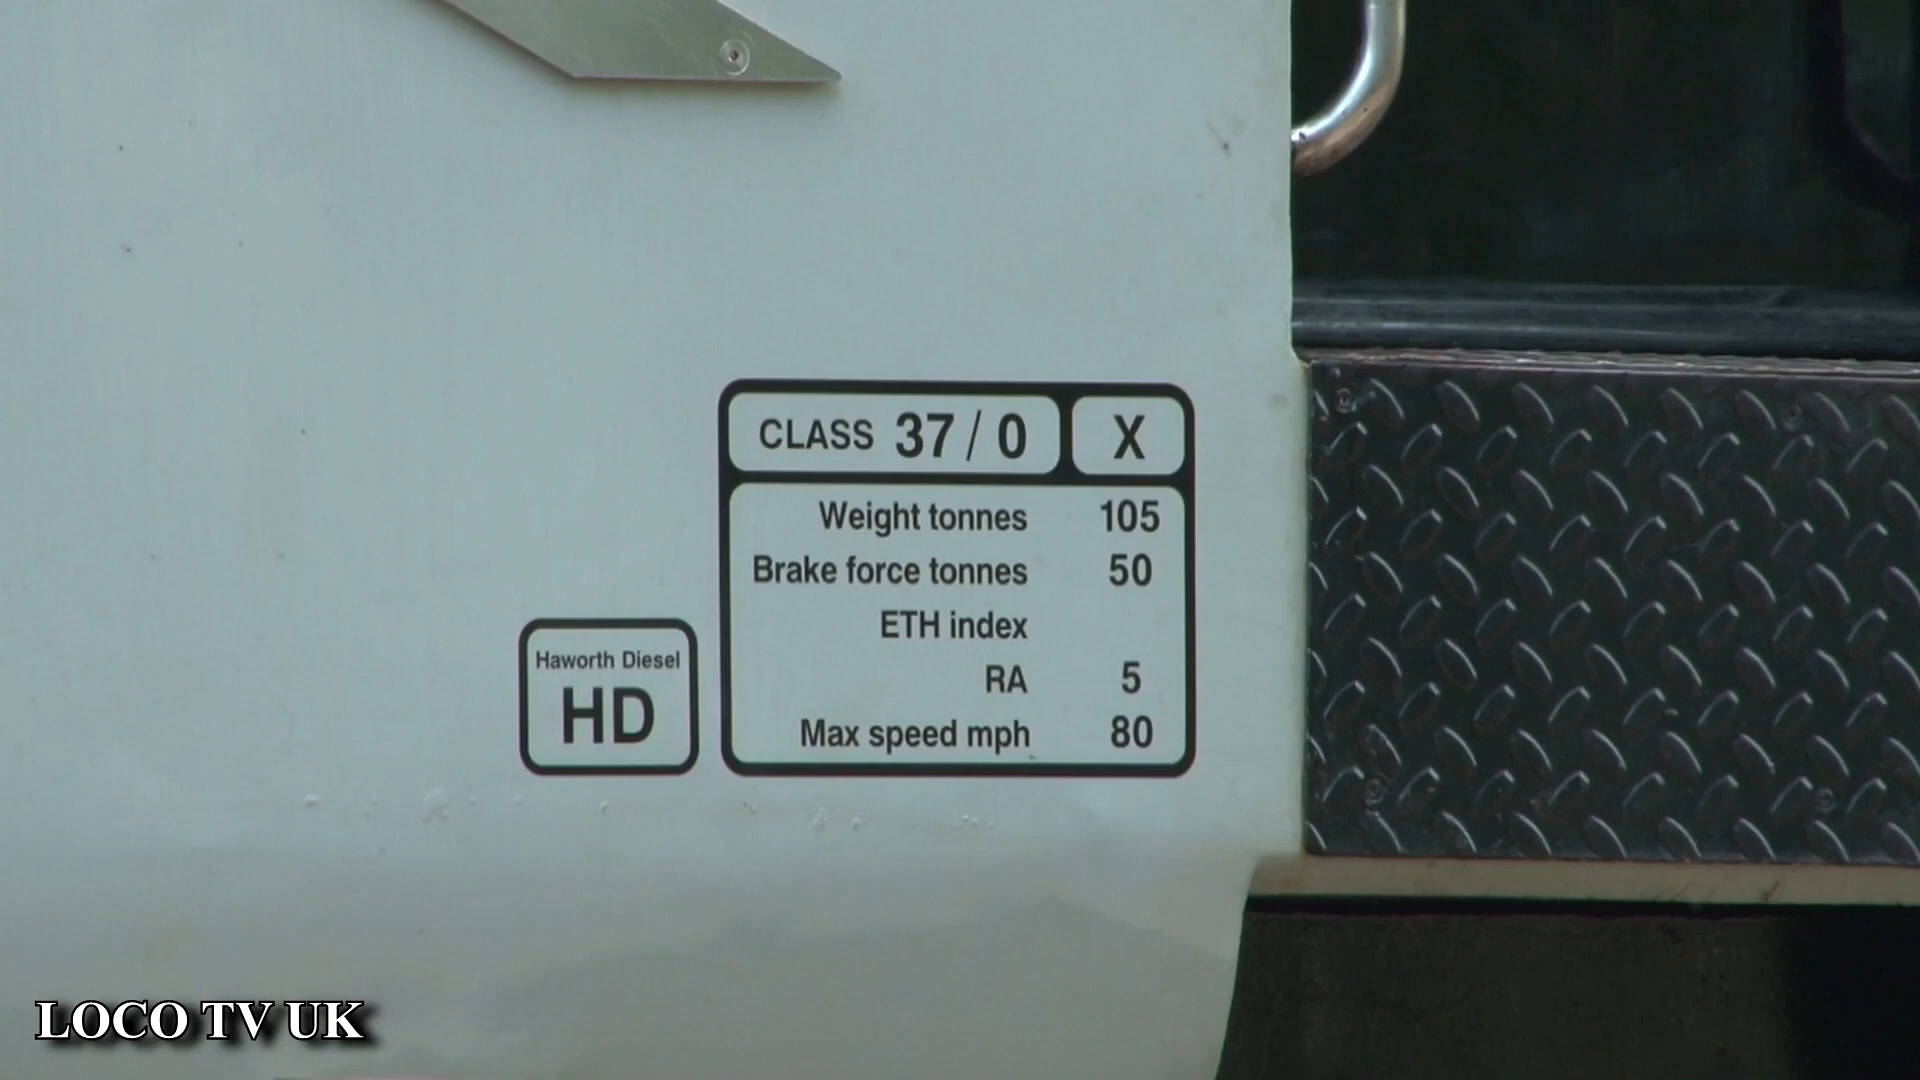 CLASS 37 / 0 X
Weight tonnes 105
Brake force tonnes 50
ETH index
RA 5
Max speed mph 80
Haworth Diesel
HD
LOCO TV UK